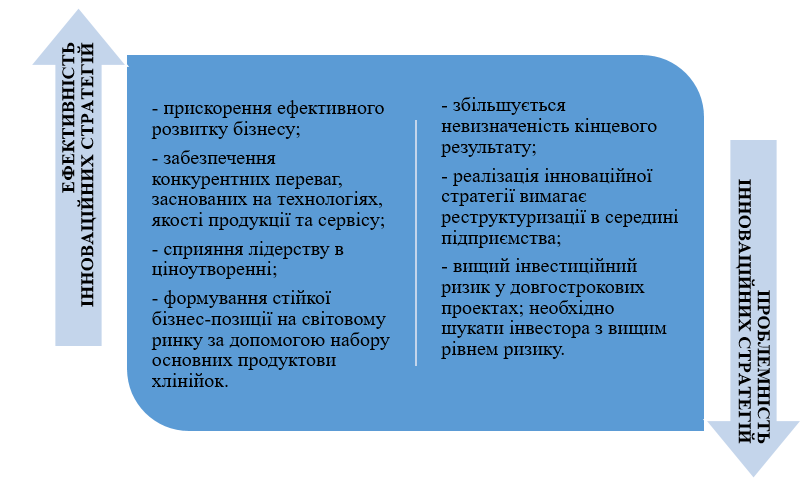 ЕФЕКТИВНІСТЬ
ІННОВАЦІЙНИХ СТРАТЕГІЙ
- прискорення ефективного
розвитку бізнесу;
- забезпечення
конкурентних переваг,
заснованих на технологіях,
якості продукції та сервісу;
- сприяння лідерству в
ціноутворенні;
- формування стійкої
бізнес-позиції на світовому
ринку за допомогою набору
основних продуктови
хлінійок.
- збільшується
невизначеність кінцевого
результату;
- реалізація інноваційної
стратегії вимагає
реструктуризації в середині
підприємства;
- вищий інвестиційний
ризик у довгострокових
проектах; необхідно
шукати інвестора з вищим
рівнем ризику.
ПРОБЛЕМНІСТЬ
ІННОВАЦІЙНИХ СТРАТЕГІЙ